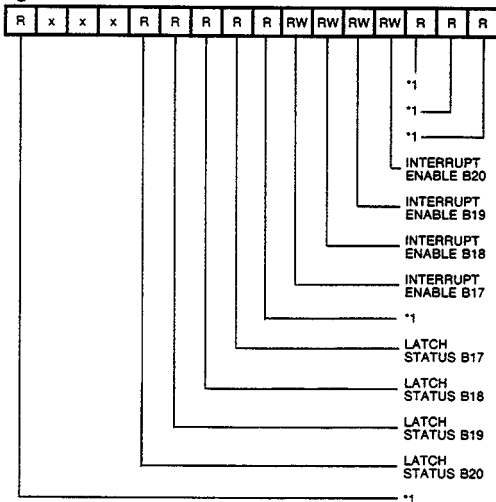 R x x x R R R R R RW RW RW RW R R R
*1
*1
*1
INTERRUPT
ENABLE B20
INTERRUPT
ENABLE B19
INTERRUPT
ENABLE B18
INTERRUPT
ENABLE B17
*1
LATCH
STATUS B17
LATCH
STATUS B18
LATCH
STATUS B19
LATCH
STATUS B20
*1